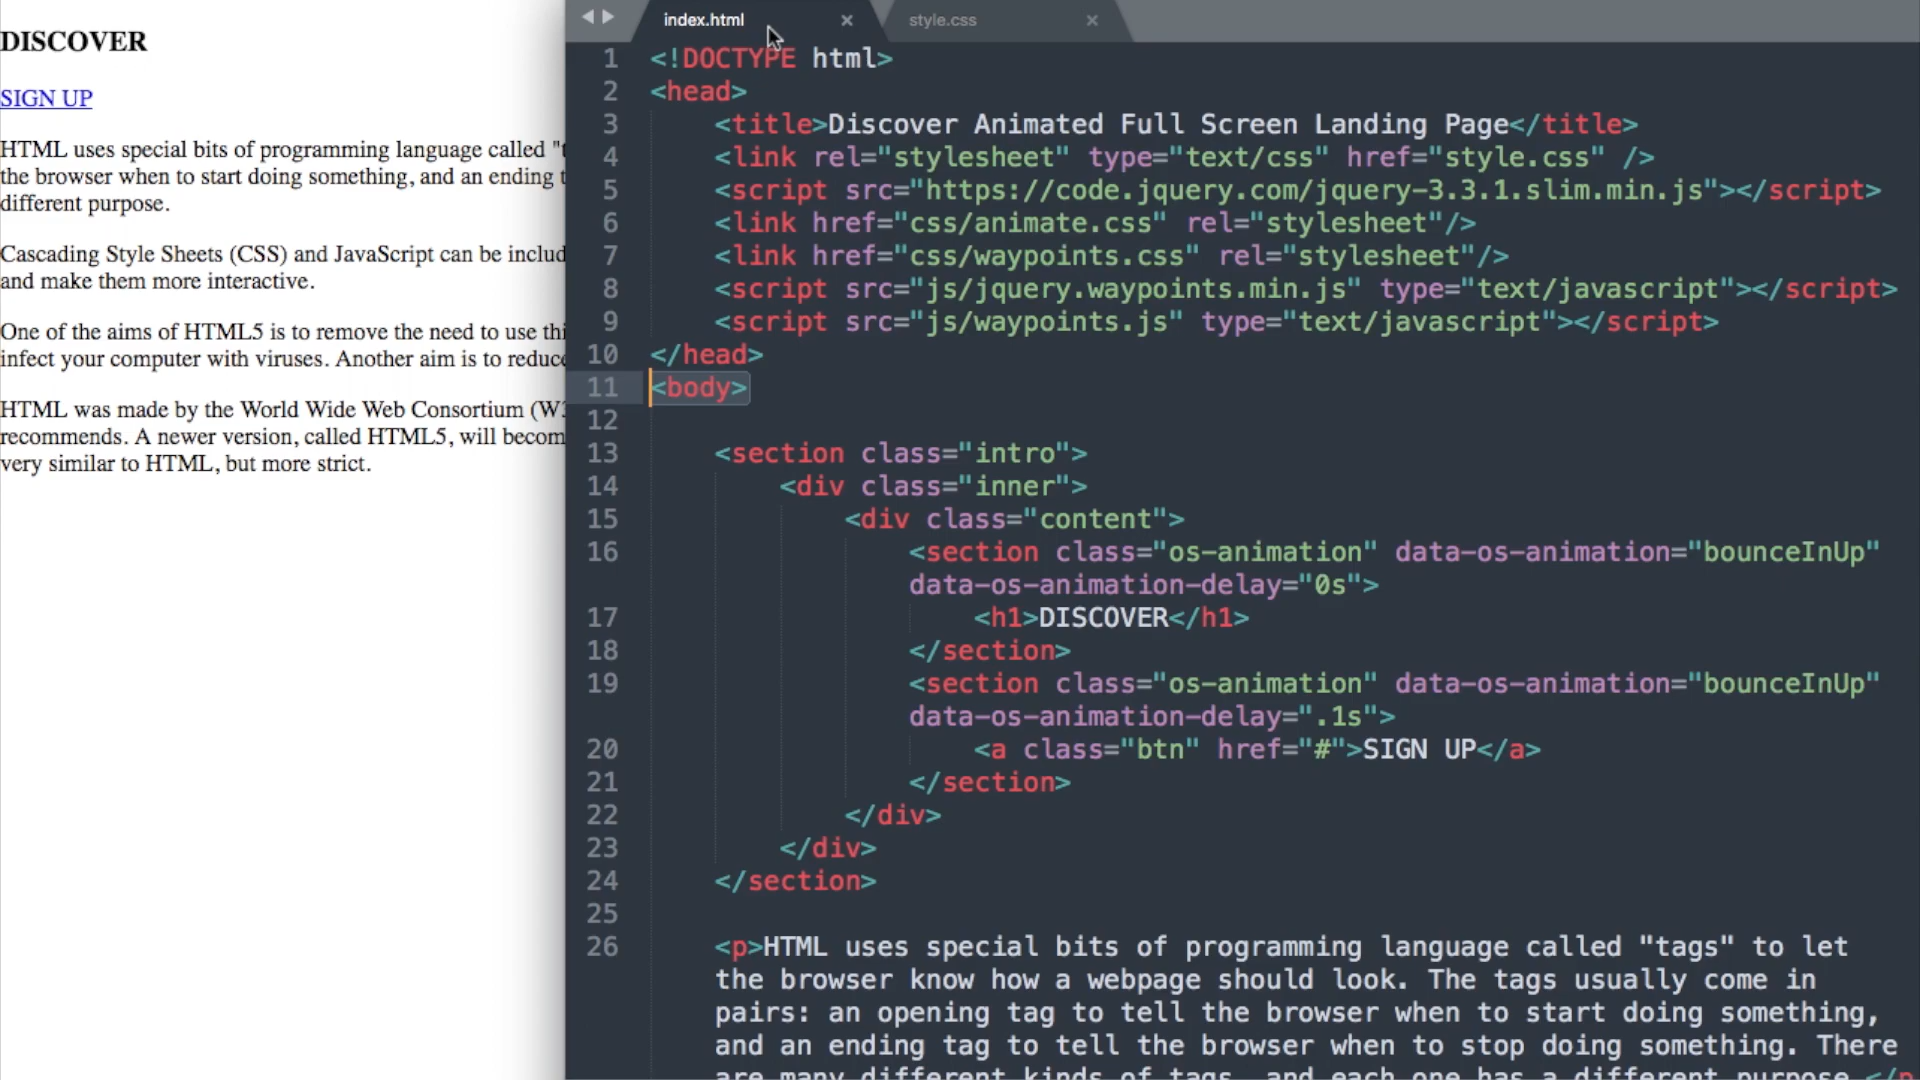 DISCOVER
SIGN UP
HTML uses special bits of programming language called "t
the browser when to start doing something, and an ending t
different purpose.
Cascading Style Sheets (CSS) and JavaScript can be includ
and make them more interactive.
One of the aims of HTML5 is to remove the need to use thi
infect your computer with viruses. Another aim is to reduce
HTML was made by the World Wide Web Consortium (W3
recommends. A newer version, called HTML5, will becom
very similar to HTML, but more strict.
index.html × style.css ×
1 <!DOCTYPE html>
2 <head>
3 <title>Discover Animated Full Screen Landing Page</title>
4 <link rel="stylesheet" type="text/css" href="style.css" />
5 <script src="https://code.jquery.com/jquery-3.3.1.slim.min.js"></script>
6 <link href="css/animate.css" rel="stylesheet"/>
7 <link href="css/waypoints.css" rel="stylesheet"/>
8 <script src="js/jquery.waypoints.min.js" type="text/javascript"></script>
9 <script src="js/waypoints.js" type="text/javascript"></script>
10 </head>
11 <body>
12
13 <section class="intro">
14 <div class="inner">
15 <div class="content">
16 <section class="os-animation" data-os-animation="bounceInUp"
data-os-animation-delay="0s">
17 <h1>DISCOVER</h1>
18 </section>
19 <section class="os-animation" data-os-animation="bounceInUp"
data-os-animation-delay=".1s">
20 <a class="btn" href="#">SIGN UP</a>
21 </section>
22 </div>
23 </div>
24 </section>
25
26 <p>HTML uses special bits of programming language called "tags" to let
the browser know how a webpage should look. The tags usually come in
pairs: an opening tag to tell the browser when to start doing something,
and an ending tag to tell the browser when to stop doing something. There
are many different kinds of tags, and each one has a different purpose.</p